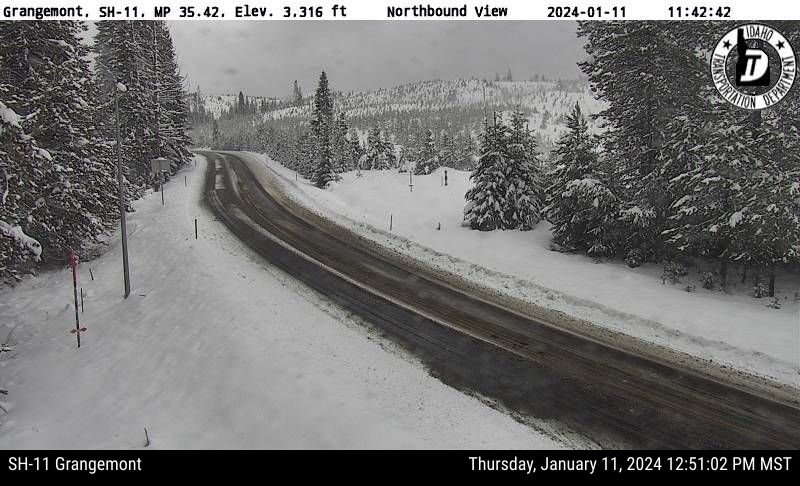 Grangemont, SH-11, MP 35.42, Elev. 3,316 ft Northbound View 2024-01-11 11:42:42
IDAHO
TRANSPORTATION DEPARTMENT
SH-11 Grangemont Thursday, January 11, 2024 12:51:02 PM MST